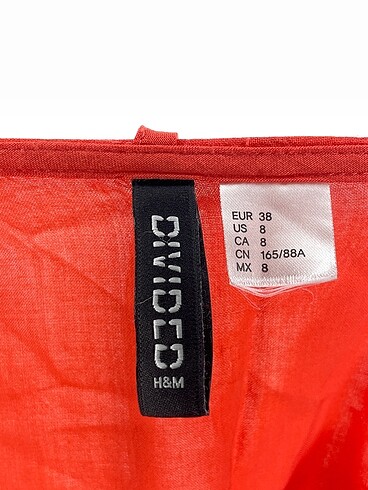 DIVIDED
H&M
EUR 38
US 8
CA 8
CN 165/88A
MX 8